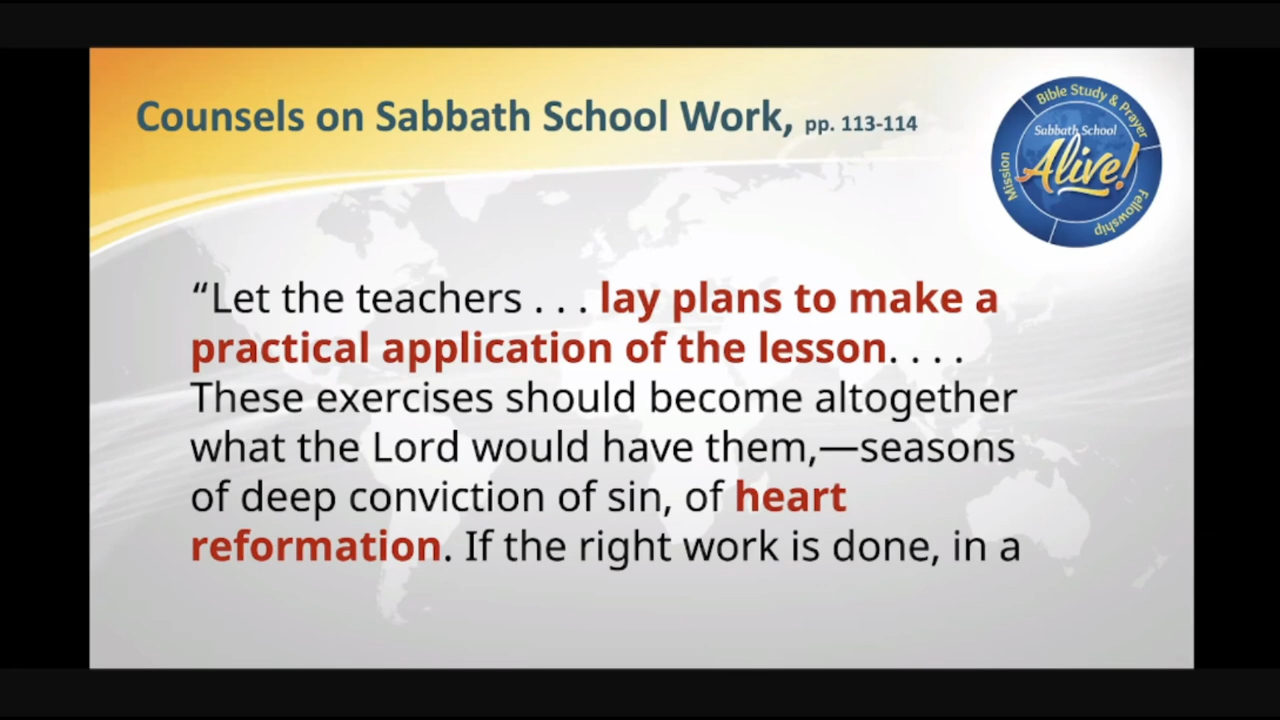 Counsels on Sabbath School Work, pp. 113-114
Bible Study & Prayer
Sabbath School
Alive!
Mission
Fellowship
“Let the teachers . . . lay plans to make a
practical application of the lesson. . . .
These exercises should become altogether
what the Lord would have them,—seasons
of deep conviction of sin, of heart
reformation. If the right work is done, in a